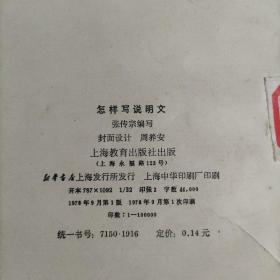 怎样写说明文
张传宗编写
封面设计 周养安
上海教育出版社出版
(上海永福路123号)
新华书店上海发行所发行 上海中华印刷厂印刷
开本787×1092 1/32 印张2 字数46,000
1978年9月第1版 1978年9月第1次印刷
印数:1—100000
统一书号:7150·1916 定价:0.14元